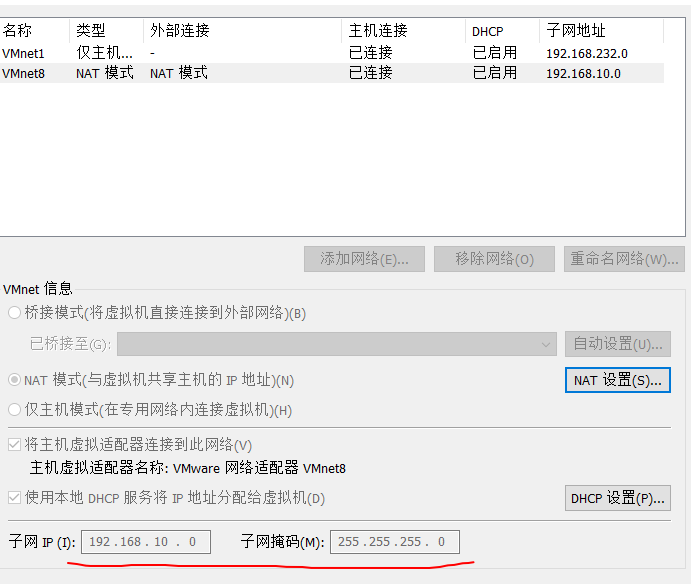 名称 类型 外部连接 主机连接 DHCP 子网地址
VMnet1 仅主机... - 已连接 已启用 192.168.232.0
VMnet8 NAT 模式 NAT 模式 已连接 已启用 192.168.10.0
添加网络(E)... 移除网络(O) 重命名网络(W)...
VMnet 信息
桥接模式(将虚拟机直接连接到外部网络)(B)
已桥接至(G): 自动设置(U)...
NAT 模式(与虚拟机共享主机的 IP 地址)(N) NAT 设置(S)...
仅主机模式(在专用网络内连接虚拟机)(H)
将主机虚拟适配器连接到此网络(V)
主机虚拟适配器名称: VMware 网络适配器 VMnet8
使用本地 DHCP 服务将 IP 地址分配给虚拟机(D) DHCP 设置(P)...
子网 IP (I): 192 . 168 . 10 . 0 子网掩码(M): 255 . 255 . 255 . 0